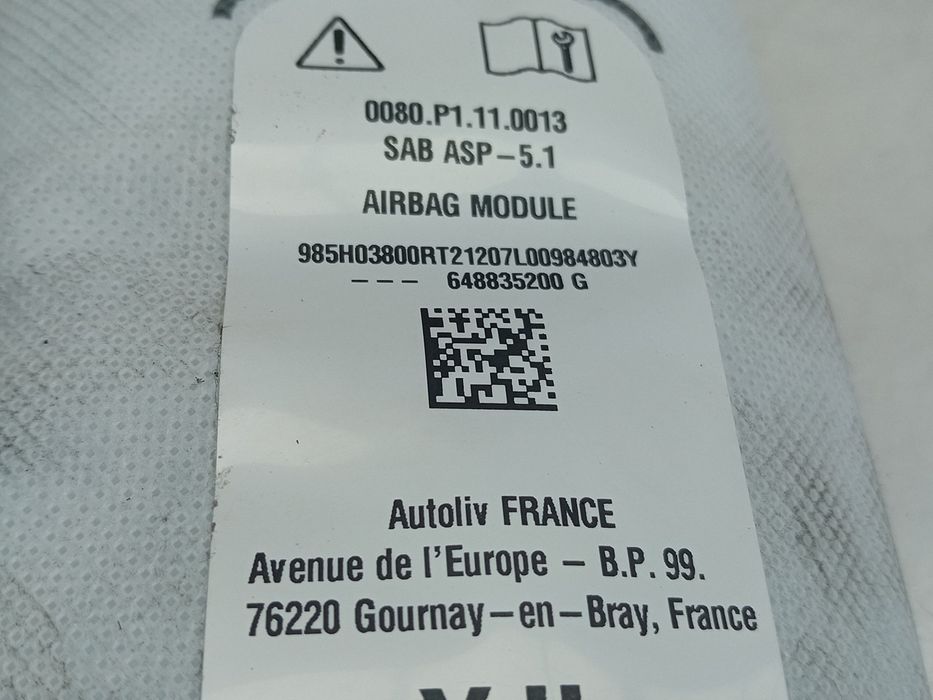 0080.P1.11.0013
SAB ASP-5.1
AIRBAG MODULE
985H03800RT21207L00984803Y
--- 648835200 G
Autoliv FRANCE
Avenue de l'Europe - B.P. 99.
76220 Gournay-en-Bray, France